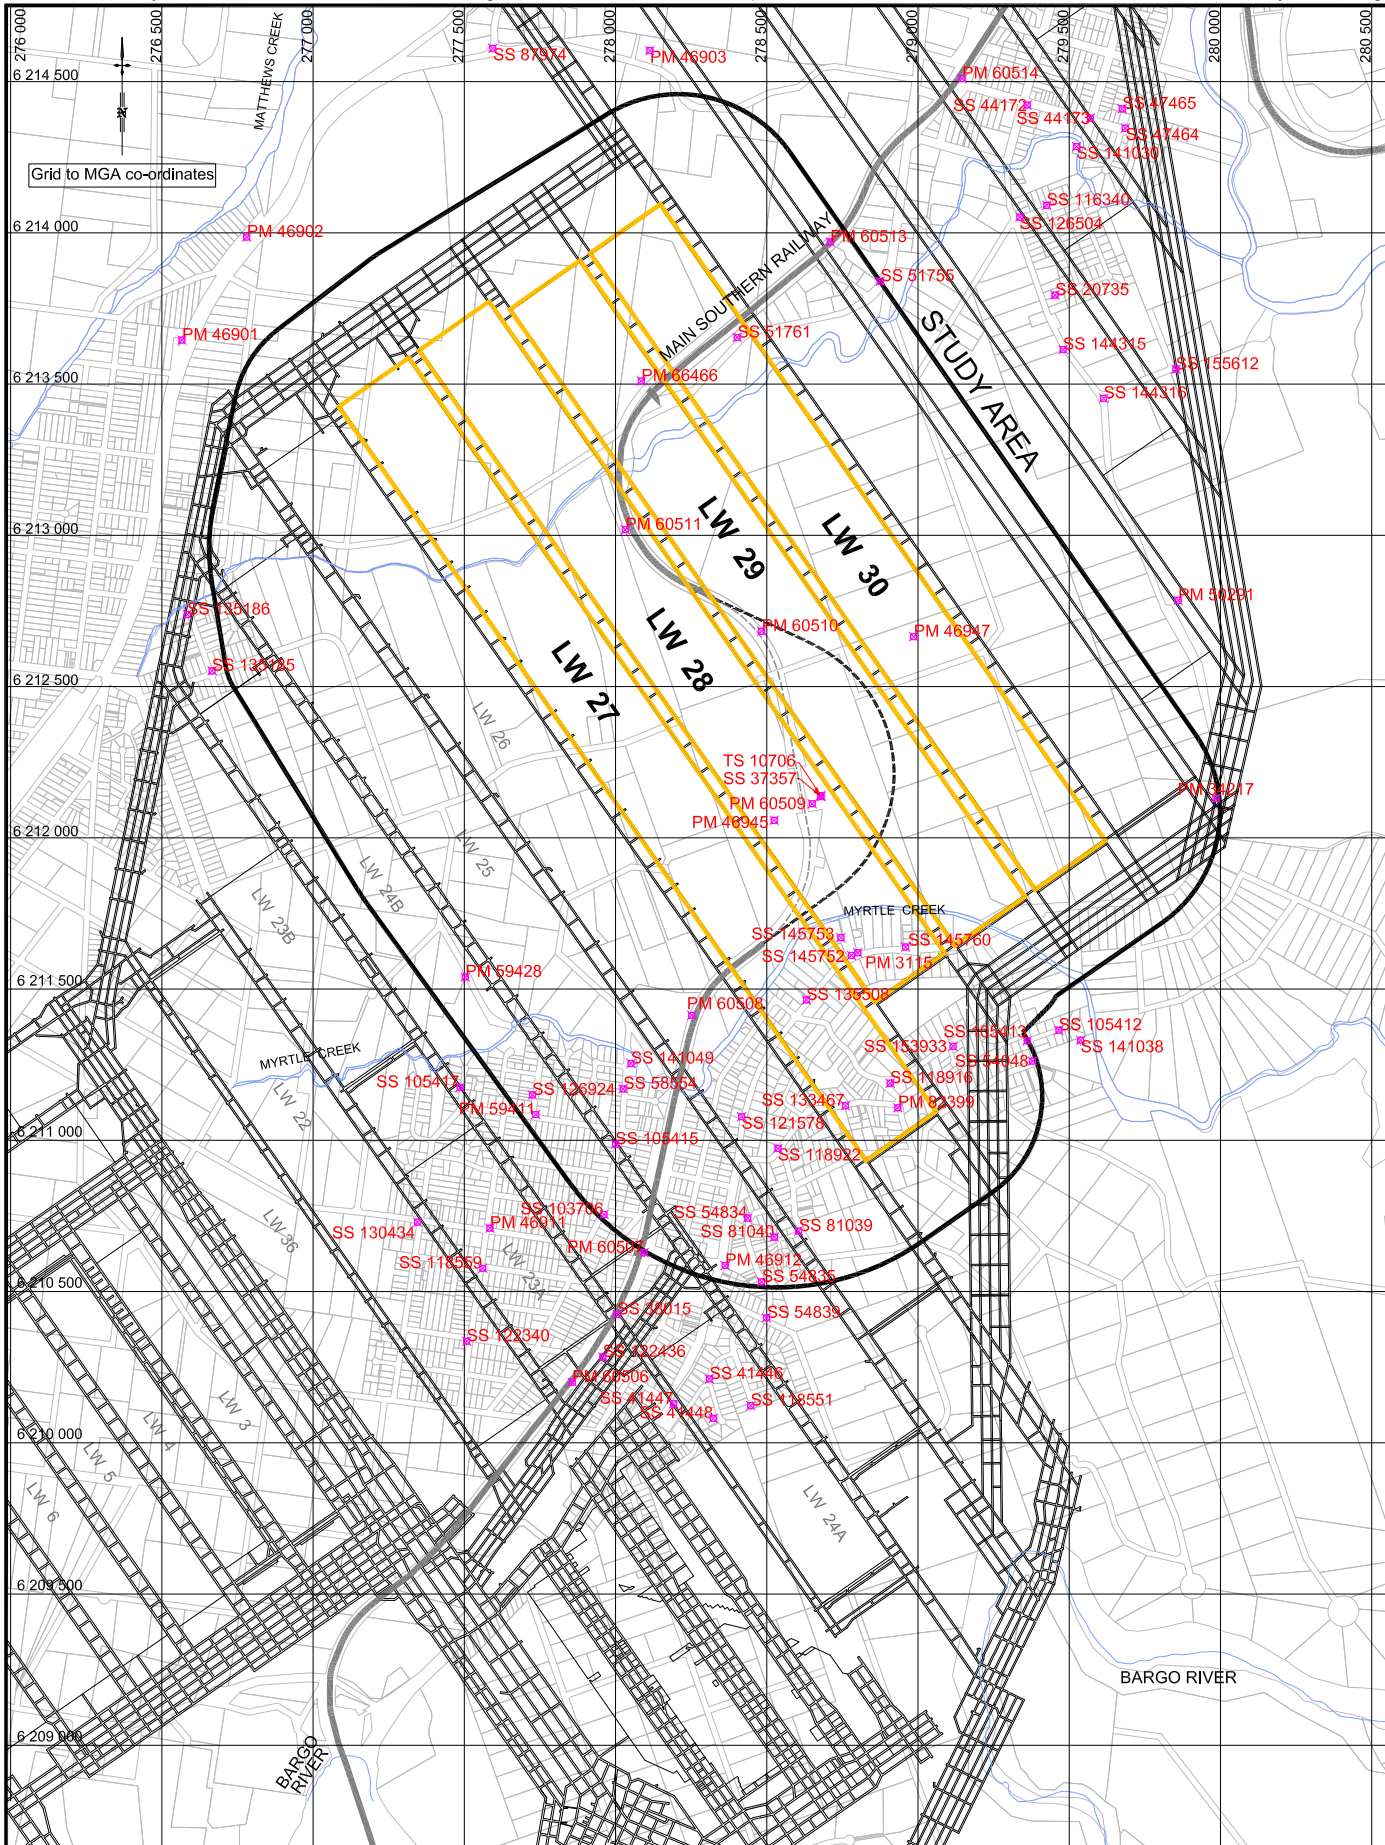 276 000
276 500
277 000
277 500
278 000
278 500
279 000
279 500
280 000
280 500
MATTHEWS CREEK
SS 87974
PM 46903
PM 60514
6 214 500
SS 44172
SS 44173
SS 47465
SS 47464
SS 141030
N
Grid to MGA co-ordinates
SS 116340
SS 126504
6 214 000
PM 46902
MAIN SOUTHERN RAILWAY
PM 60513
SS 51755
SS 20735
STUDY AREA
PM 46901
SS 51761
SS 144315
SS 155612
PM 66466
6 213 500
SS 144316
LW 29
LW 30
6 213 000
PM 60511
SS 135186
PM 50291
LW 28
PM 60510
PM 46947
LW 27
SS 135185
6 212 500
LW 26
TS 10706
SS 37357
PM 60509
PM 34217
PM 46945
6 212 000
LW 25
LW 24B
LW 23B
MYRTLE CREEK
SS 145753
SS 145760
SS 145752
PM 3115
PM 59428
6 211 500
SS 135508
PM 60508
SS 105412
SS 105413
SS 141038
SS 153933
SS 54048
MYRTLE CREEK
SS 141049
SS 105417
SS 126924
SS 58554
SS 118916
LW 22
PM 59411
SS 133467
PM 82399
SS 121578
6 211 000
SS 105415
SS 118922
SS 103706
SS 54834
LW 36
SS 130434
PM 46911
SS 81040
SS 81039
PM 60507
SS 118559
PM 46912
LW 23A
SS 54835
6 210 500
SS 38015
SS 54839
SS 122340
SS 122436
PM 60506
SS 41446
LW 3
SS 41447
SS 118551
SS 41448
LW 4
6 210 000
LW 5
LW 6
LW 24A
6 209 500
BARGO RIVER
6 209 000
BARGO
RIVER